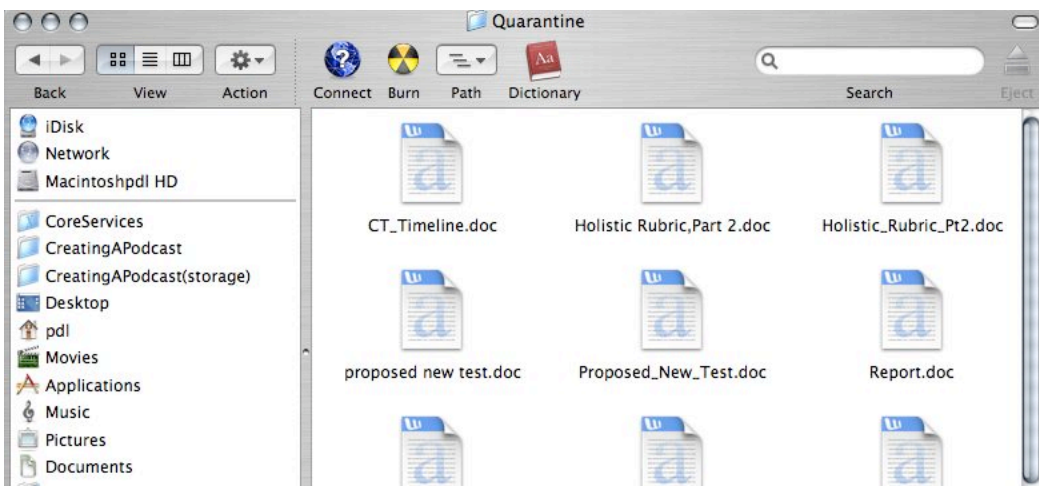 Quarantine
Back View Action Connect Burn Path Dictionary Search Eject
iDisk
Network
Macintoshpdl HD
CoreServices
CreatingAPodcast
CreatingAPodcast(storage)
Desktop
pdl
Movies
Applications
Music
Pictures
Documents
CT_Timeline.doc Holistic Rubric,Part 2.doc Holistic_Rubric_Pt2.doc
proposed new test.doc Proposed_New_Test.doc Report.doc